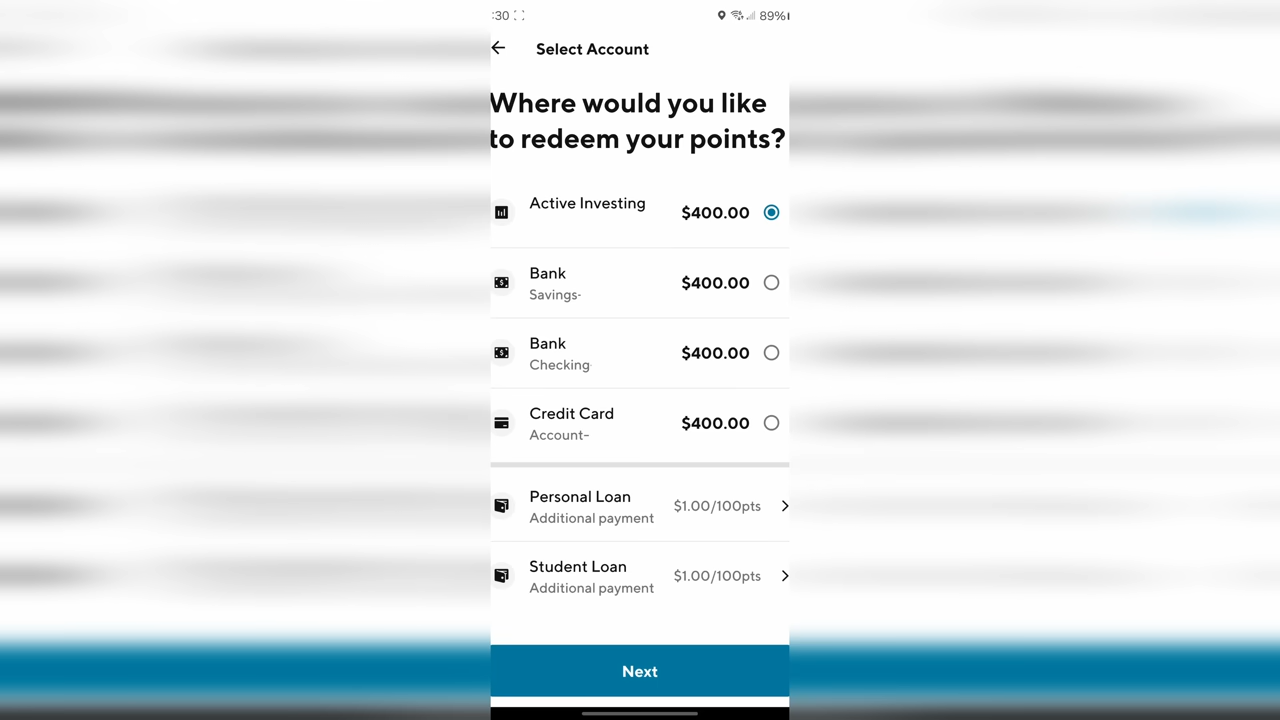 :30 89%
Select Account
Where would you like
to redeem your points?
Active Investing $400.00
Bank
Savings- $400.00
Bank
Checking $400.00
Credit Card
Account- $400.00
Personal Loan
Additional payment $1.00/100pts
Student Loan
Additional payment $1.00/100pts
Next